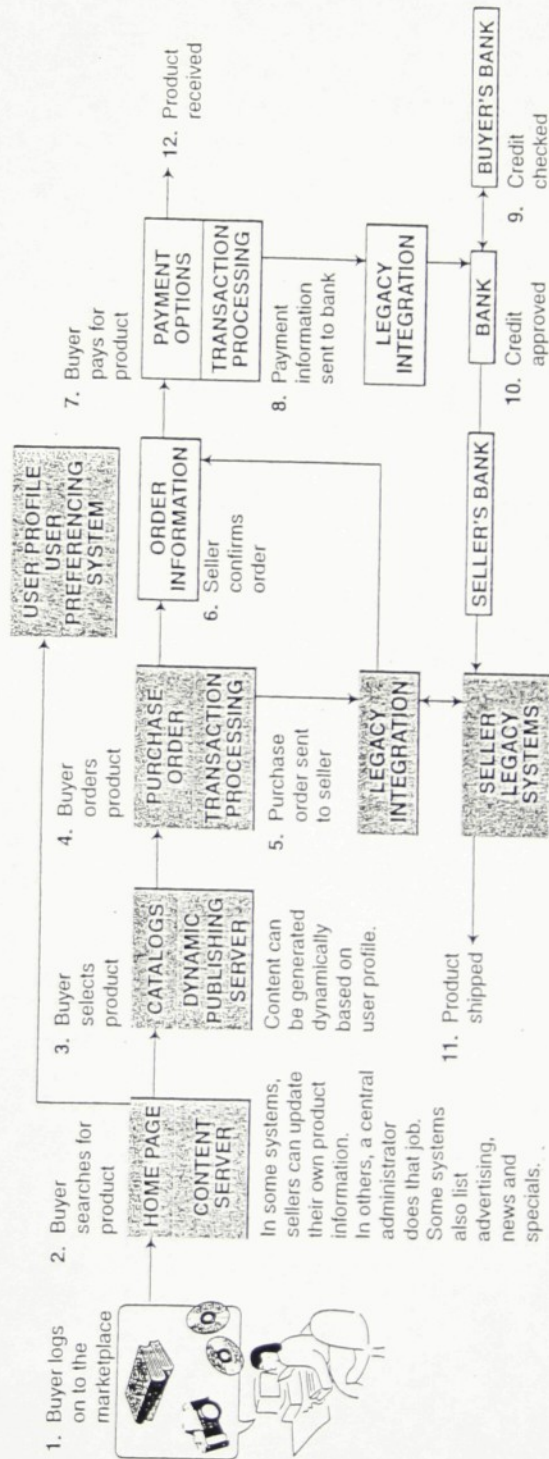 1. Buyer logs
on to the
marketplace
2. Buyer
searches for
product
HOME PAGE
CONTENT
SERVER
In some systems,
sellers can update
their own product
information.
In others, a central
administrator
does that job.
Some systems
also list
advertising,
news and
specials. .
3. Buyer
selects
product
CATALOGS
DYNAMIC
PUBLISHING
SERVER
Content can
be generated
dynamically
based on
user profile.
4. Buyer
orders
product
PURCHASE
ORDER
TRANSACTION
PROCESSING
5. Purchase
order sent
to seller
LEGACY
INTEGRATION
SELLER
LEGACY
SYSTEMS
11. Product
shipped
USER PROFILE
USER
PREFERENCING
SYSTEM
ORDER
INFORMATION
6. Seller
confirms
order
7. Buyer
pays for
product
PAYMENT
OPTIONS
TRANSACTION
PROCESSING
12. Product
received
8. Payment
information
sent to bank
LEGACY
INTEGRATION
SELLER'S BANK
BANK
BUYER'S BANK
10. Credit
approved
9. Credit
checked